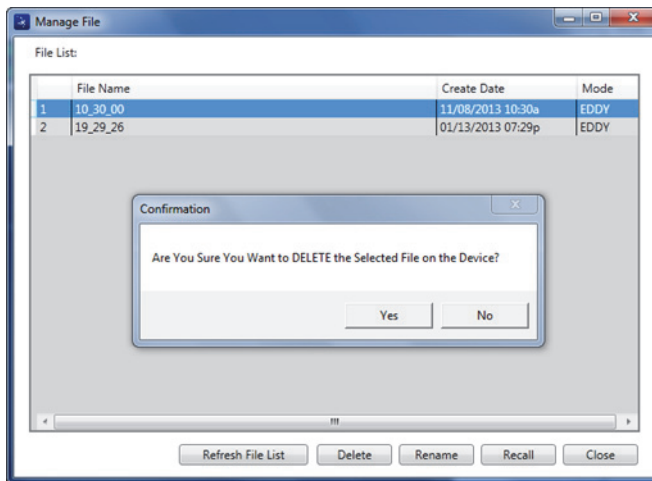 Manage File
File List:
File Name Create Date Mode
1 10_30_00 11/08/2013 10:30a EDDY
2 19_29_26 01/13/2013 07:29p EDDY
Confirmation
Are You Sure You Want to DELETE the Selected File on the Device?
Yes No
Refresh File List Delete Rename Recall Close